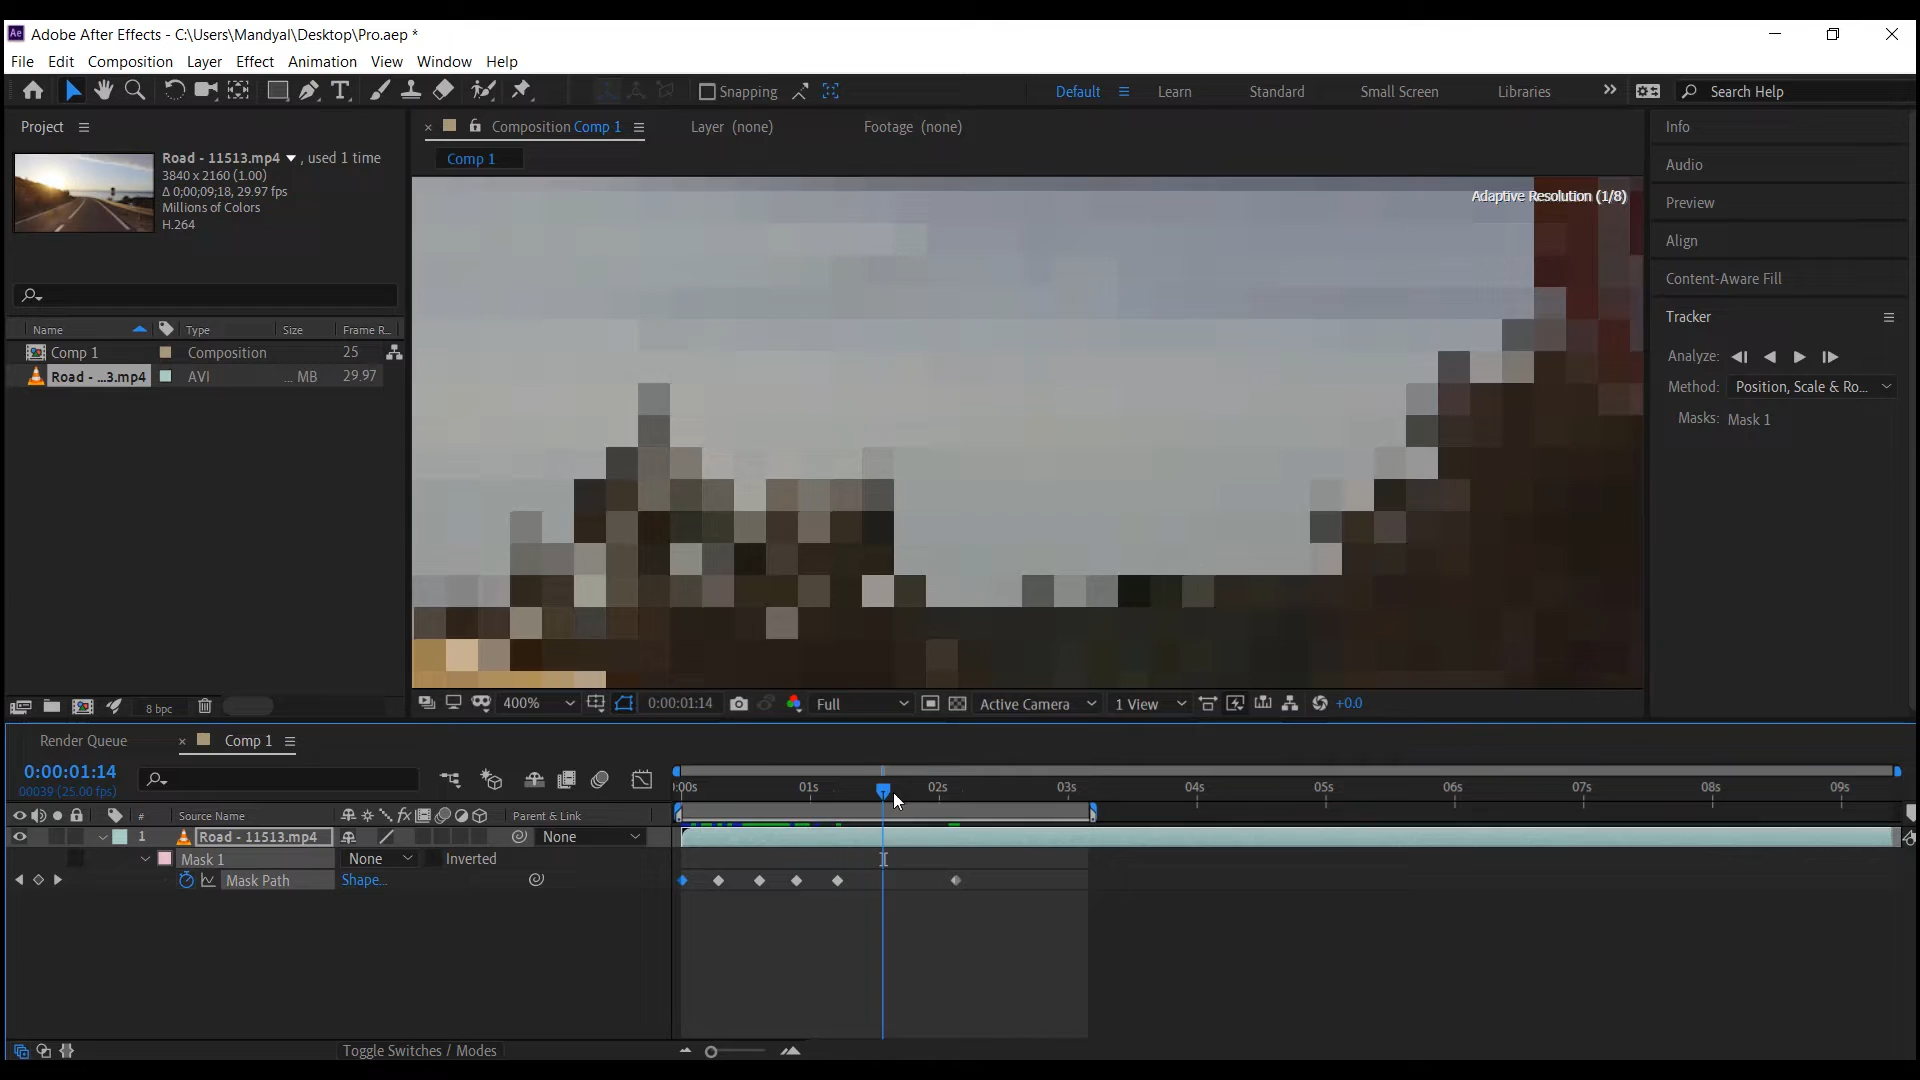 Adobe After Effects - C:\Users\Mandyal\Desktop\Pro.aep *
File Edit Composition Layer Effect Animation View Window Help
Snapping Default Learn Standard Small Screen Libraries Search Help
Project
Composition Comp 1 Layer (none) Footage (none)
Info
Road - 11513.mp4 , used 1 time
3840 x 2160 (1.00)
Δ 0;00;09;18, 29.97 fps
Millions of Colors
H.264
Comp 1
Audio
Adaptive Resolution (1/8)
Preview
Align
Content-Aware Fill
Tracker
Name Type Size Frame R...
Comp 1 Composition 25
Road - ...3.mp4 AVI ... MB 29.97
Analyze:
Method: Position, Scale & Ro...
Masks: Mask 1
8 bpc
400% 0:00:01:14 Full Active Camera 1 View +0.0
Render Queue Comp 1
0:00:01:14
00039 (25.00 fps)
:00s 01s 02s 03s 04s 05s 06s 07s 08s 09s
# Source Name Parent & Link
1 Road - 11513.mp4 None
Mask 1 None Inverted
Mask Path Shape...
Toggle Switches / Modes